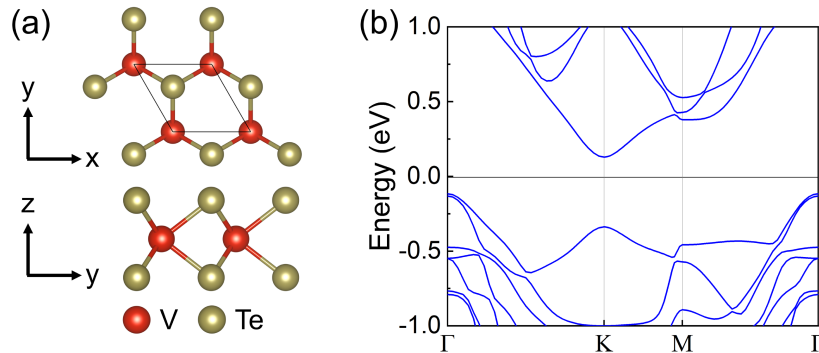 (a)
y
x
z
y
V Te
(b)
Energy (eV)
1.0
0.5
0.0
-0.5
-1.0
Γ K M Γ